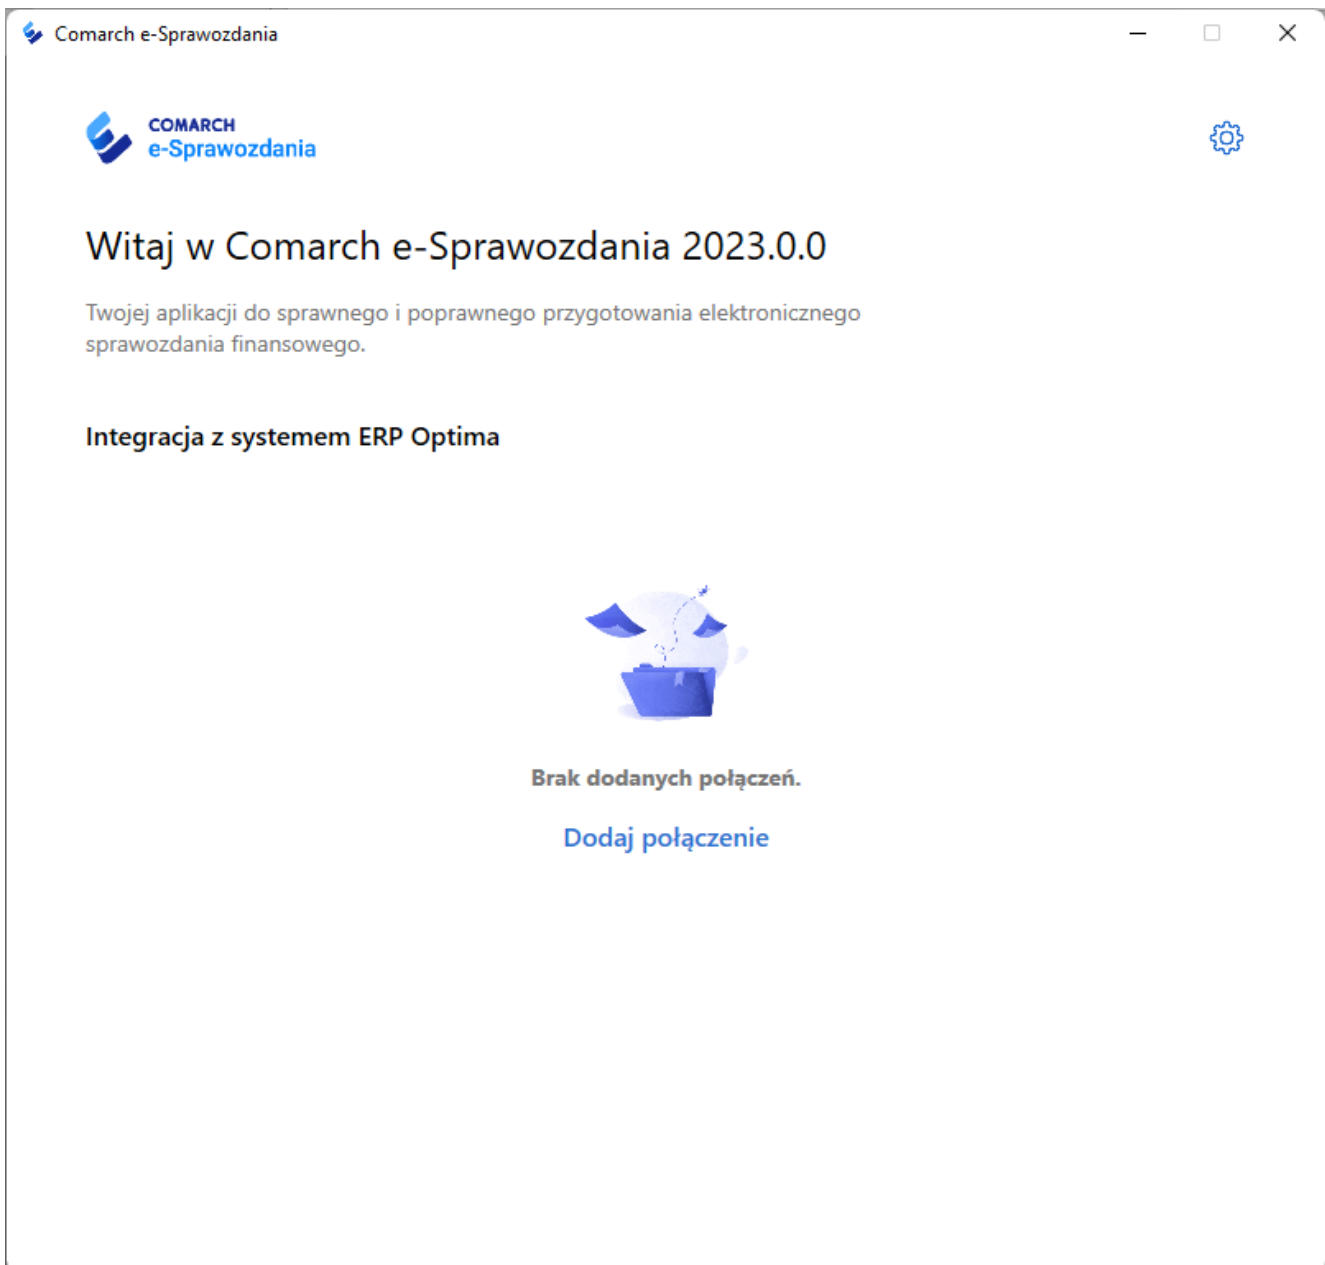 Comarch e-Sprawozdania
COMARCH
e-Sprawozdania
Witaj w Comarch e-Sprawozdania 2023.0.0
Twojej aplikacji do sprawnego i poprawnego przygotowania elektronicznego
sprawozdania finansowego.
Integracja z systemem ERP Optima
Brak dodanych połączeń.
Dodaj połączenie